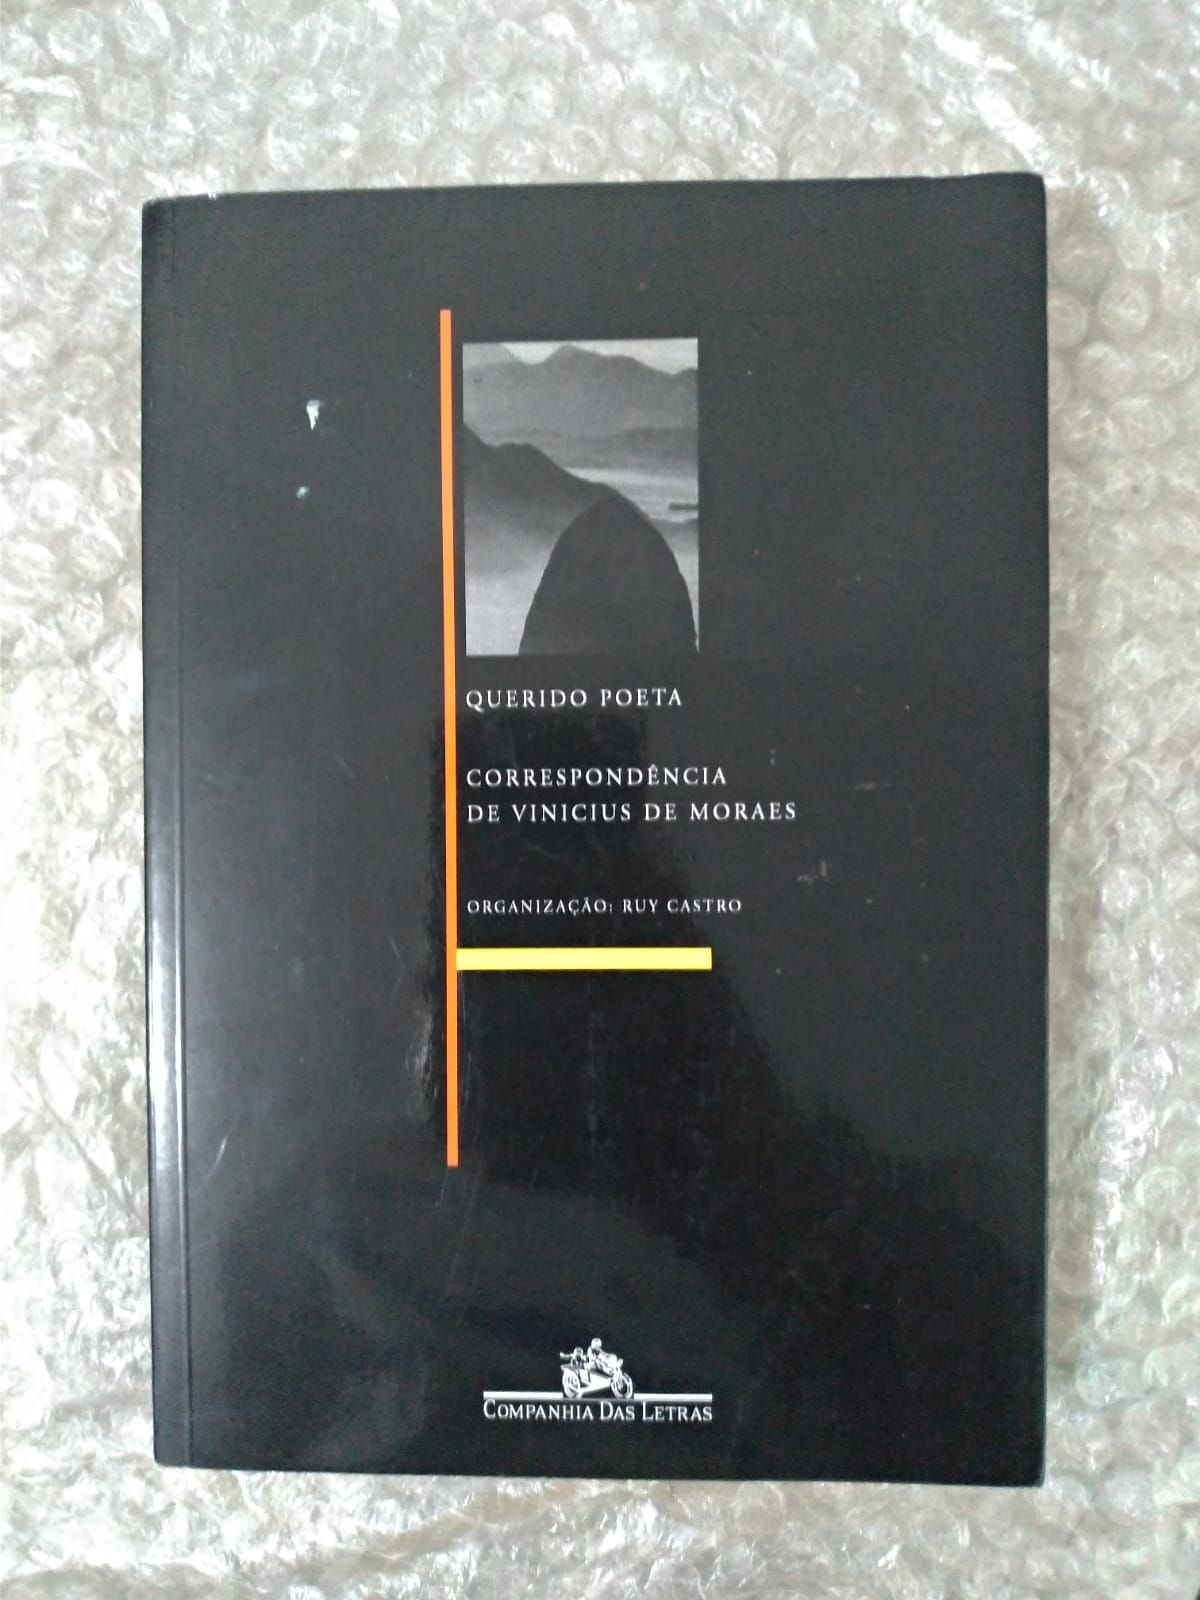 QUERIDO POETA
CORRESPONDÊNCIA
DE VINICIUS DE MORAES
ORGANIZAÇÃO: RUY CASTRO
COMPANHIA DAS LETRAS